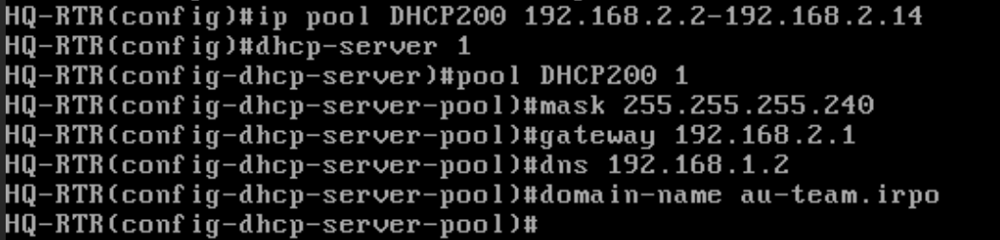 HQ-RTR(config)#ip pool DHCP200 192.168.2.2-192.168.2.14
HQ-RTR(config)#dhcp-server 1
HQ-RTR(config-dhcp-server)#pool DHCP200 1
HQ-RTR(config-dhcp-server-pool)#mask 255.255.255.240
HQ-RTR(config-dhcp-server-pool)#gateway 192.168.2.1
HQ-RTR(config-dhcp-server-pool)#dns 192.168.1.2
HQ-RTR(config-dhcp-server-pool)#domain-name au-team.irpo
HQ-RTR(config-dhcp-server-pool)#